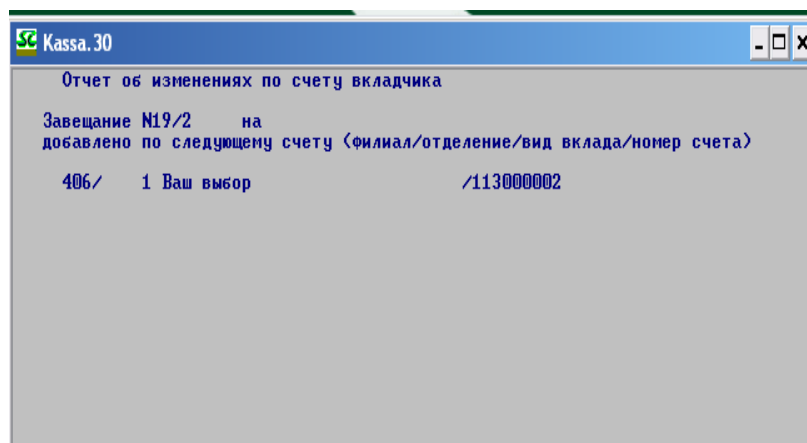 SC Kassa.30
Отчет об изменениях по счету вкладчика
Завещание N19/2 на
добавлено по следующему счету (филиал/отделение/вид вклада/номер счета)
406/ 1 Ваш выбор /113000002